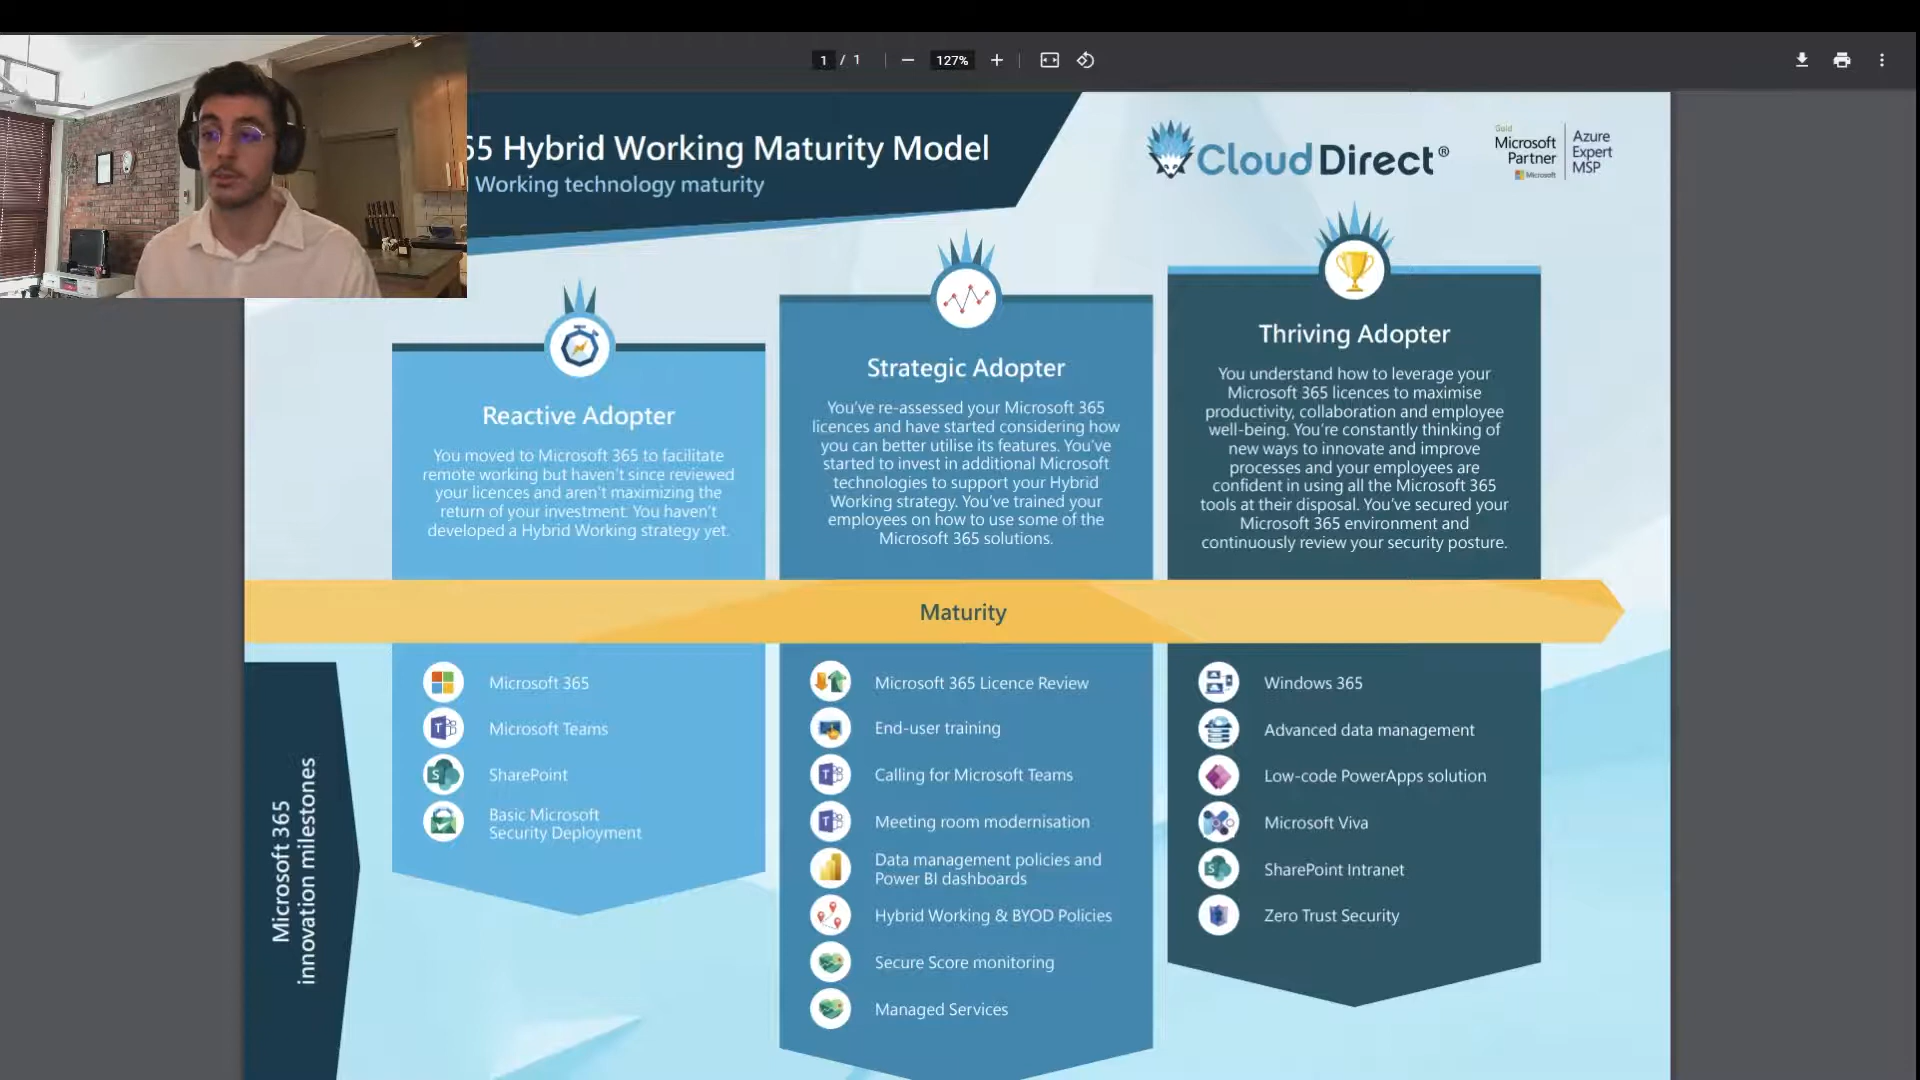 1 / 1
127%
65 Hybrid Working Maturity Model
Working technology maturity
CloudDirect®
Gold
Microsoft
Partner
Microsoft
Azure
Expert
MSP
Reactive Adopter
You moved to Microsoft 365 to facilitate
remote working but haven't since reviewed
your licences and aren't maximizing the
return of your investment. You haven't
developed a Hybrid Working strategy yet.
Strategic Adopter
You've re-assessed your Microsoft 365
licences and have started considering how
you can better utilise its features. You've
started to invest in additional Microsoft
technologies to support your Hybrid
Working strategy. You've trained your
employees on how to use some of the
Microsoft 365 solutions.
Thriving Adopter
You understand how to leverage your
Microsoft 365 licences to maximise
productivity, collaboration and employee
well-being. You're constantly thinking of
new ways to innovate and improve
processes and your employees are
confident in using all the Microsoft 365
tools at their disposal. You've secured your
Microsoft 365 environment and
continuously review your security posture.
Maturity
Microsoft 365
innovation milestones
Microsoft 365
Microsoft Teams
SharePoint
Basic Microsoft
Security Deployment
Microsoft 365 Licence Review
End-user training
Calling for Microsoft Teams
Meeting room modernisation
Data management policies and
Power BI dashboards
Hybrid Working & BYOD Policies
Secure Score monitoring
Managed Services
Windows 365
Advanced data management
Low-code PowerApps solution
Microsoft Viva
SharePoint Intranet
Zero Trust Security